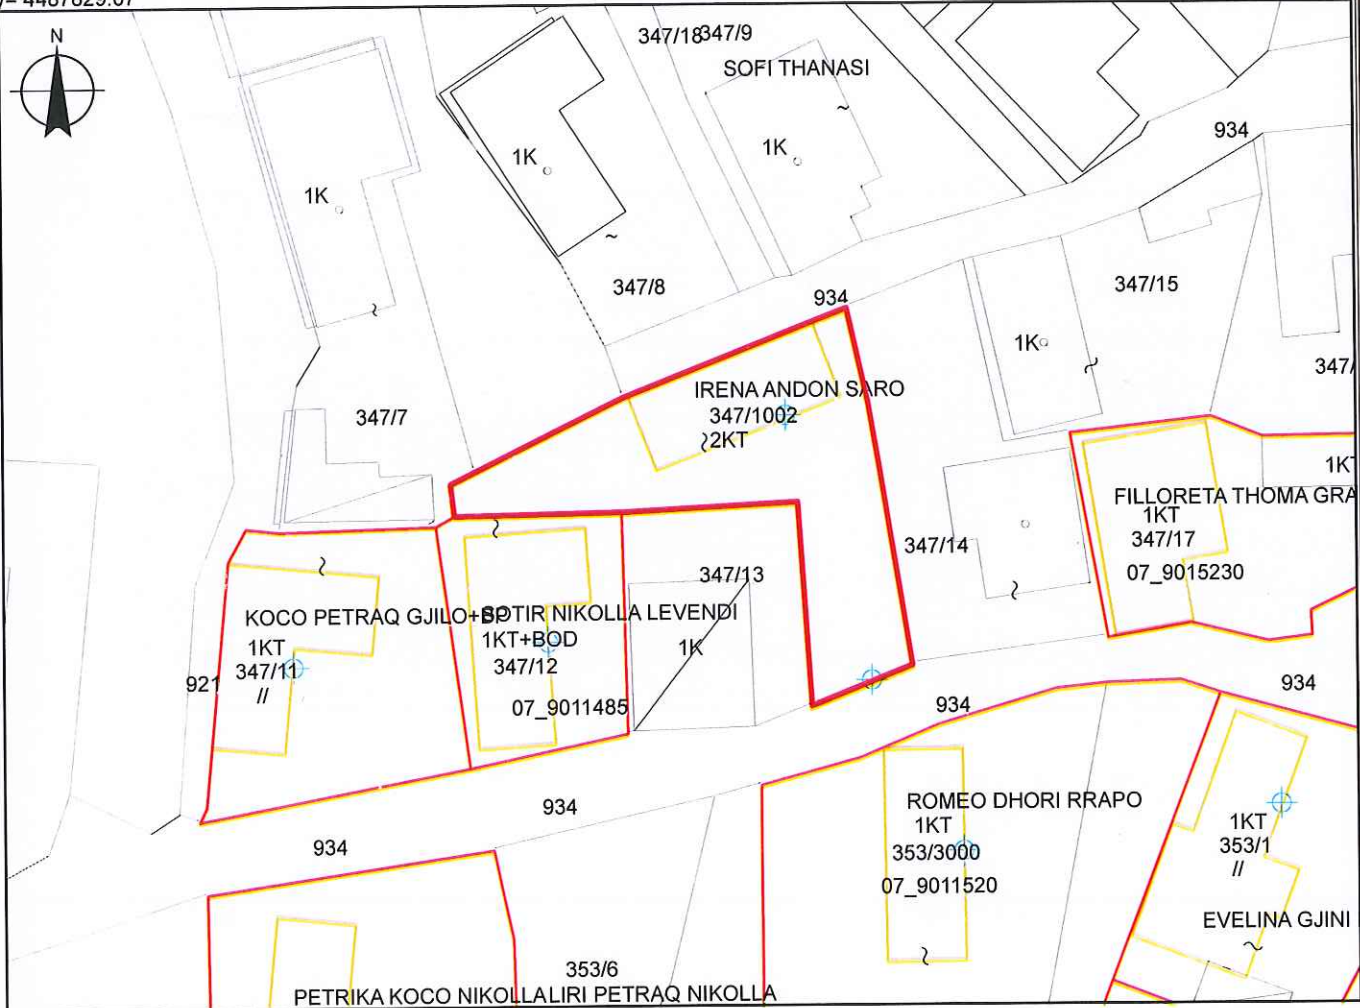 y= 4487629.07
N
347/18
347/9
SOFI THANASI
934
1K
1K
1K
347/8
347/15
934
1K
347/
347/7
IRENA ANDON SARO
347/1002
2KT
1KT
FILLORETA THOMA GRA
1KT
347/17
07_9015230
347/14
347/13
KOCO PETRAQ GJILO+BP
SOTIR NIKOLLA LEVENDI
1KT
1KT+BOD
1K
347/11
//
347/12
921
07_9011485
934
934
934
934
ROMEO DHORI RRAPO
1KT
353/3000
07_9011520
1KT
353/1
//
EVELINA GJINI
353/6
PETRIKA KOCO NIKOLLA
LIRI PETRAQ NIKOLLA